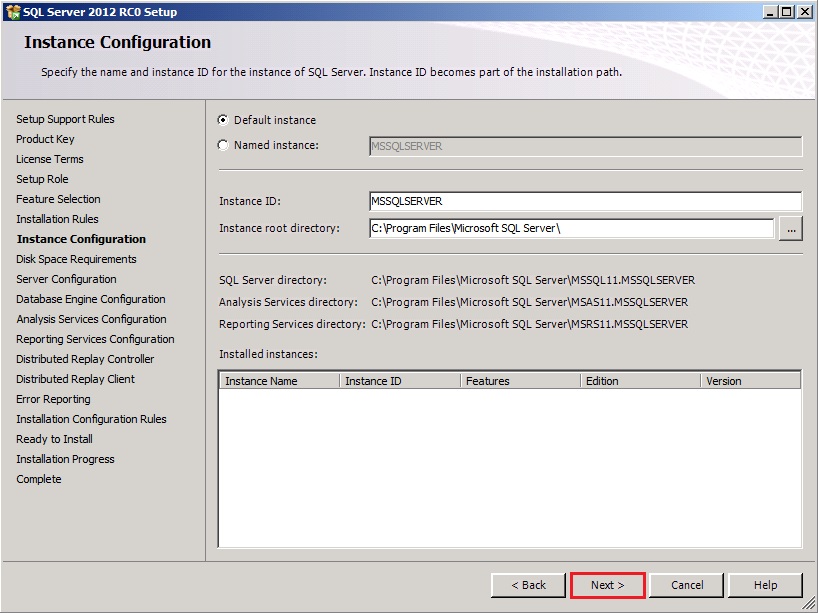 SQL Server 2012 RC0 Setup
Instance Configuration
Specify the name and instance ID for the instance of SQL Server. Instance ID becomes part of the installation path.
Setup Support Rules
Product Key
License Terms
Setup Role
Feature Selection
Installation Rules
Instance Configuration
Disk Space Requirements
Server Configuration
Database Engine Configuration
Analysis Services Configuration
Reporting Services Configuration
Distributed Replay Controller
Distributed Replay Client
Error Reporting
Installation Configuration Rules
Ready to Install
Installation Progress
Complete
Default instance
Named instance: MSSQLSERVER
Instance ID: MSSQLSERVER
Instance root directory: C:\Program Files\Microsoft SQL Server\ ...
SQL Server directory: C:\Program Files\Microsoft SQL Server\MSSQL11.MSSQLSERVER
Analysis Services directory: C:\Program Files\Microsoft SQL Server\MSAS11.MSSQLSERVER
Reporting Services directory: C:\Program Files\Microsoft SQL Server\MSRS11.MSSQLSERVER
Installed instances:
Instance Name Instance ID Features Edition Version
< Back Next > Cancel Help